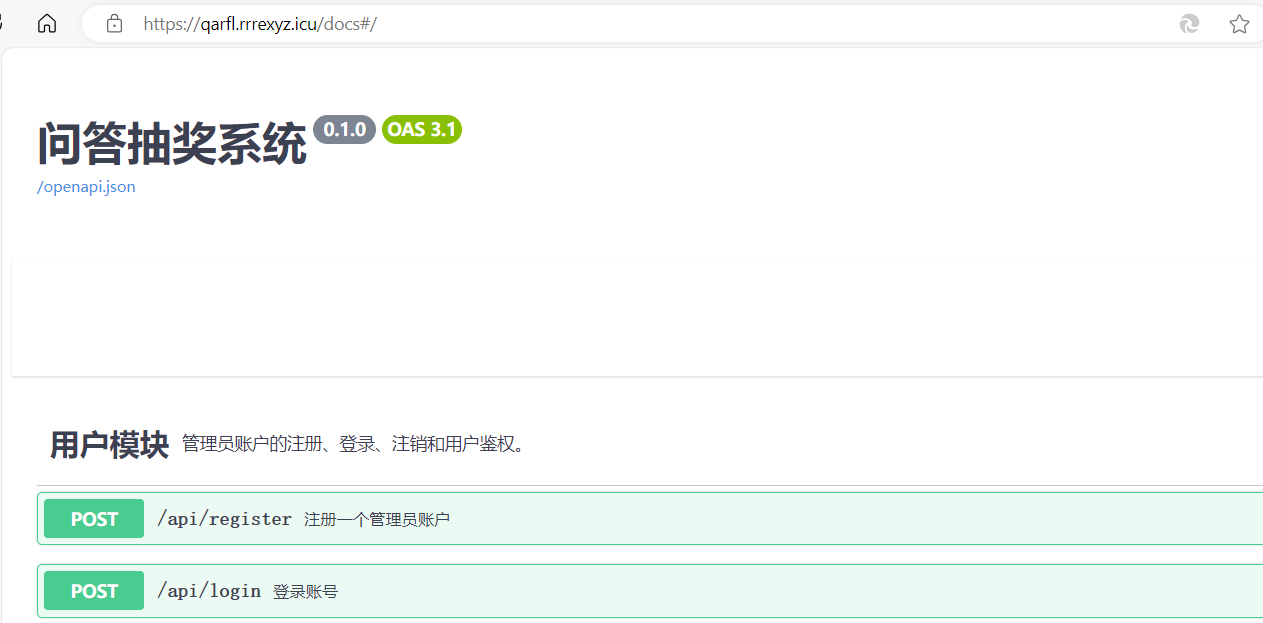 https://qarfl.rrrexyz.icu/docs#/
问答抽奖系统 0.1.0 OAS 3.1
/openapi.json
用户模块 管理员账户的注册、登录、注销和用户鉴权。
POST /api/register 注册一个管理员账户
POST /api/login 登录账号